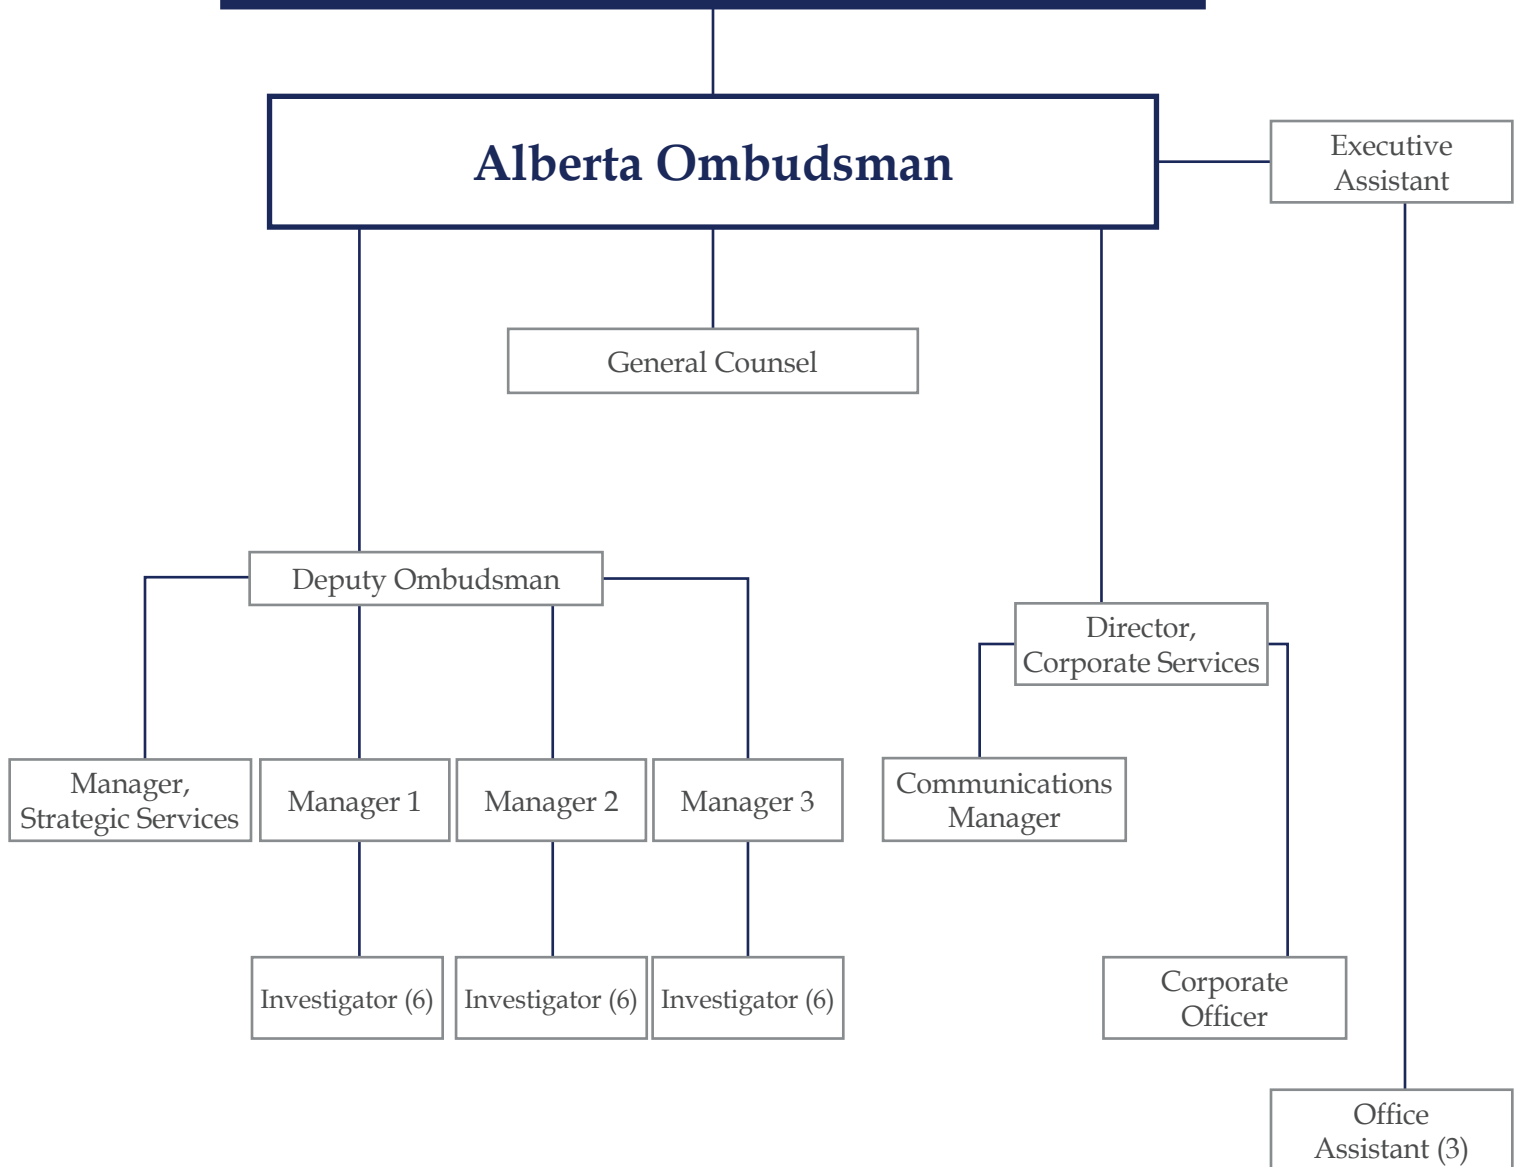 Alberta Ombudsman
Executive
Assistant
General Counsel
Deputy Ombudsman
Director,
Corporate Services
Manager,
Strategic Services
Manager 1
Manager 2
Manager 3
Communications
Manager
Investigator (6)
Investigator (6)
Investigator (6)
Corporate
Officer
Office
Assistant (3)